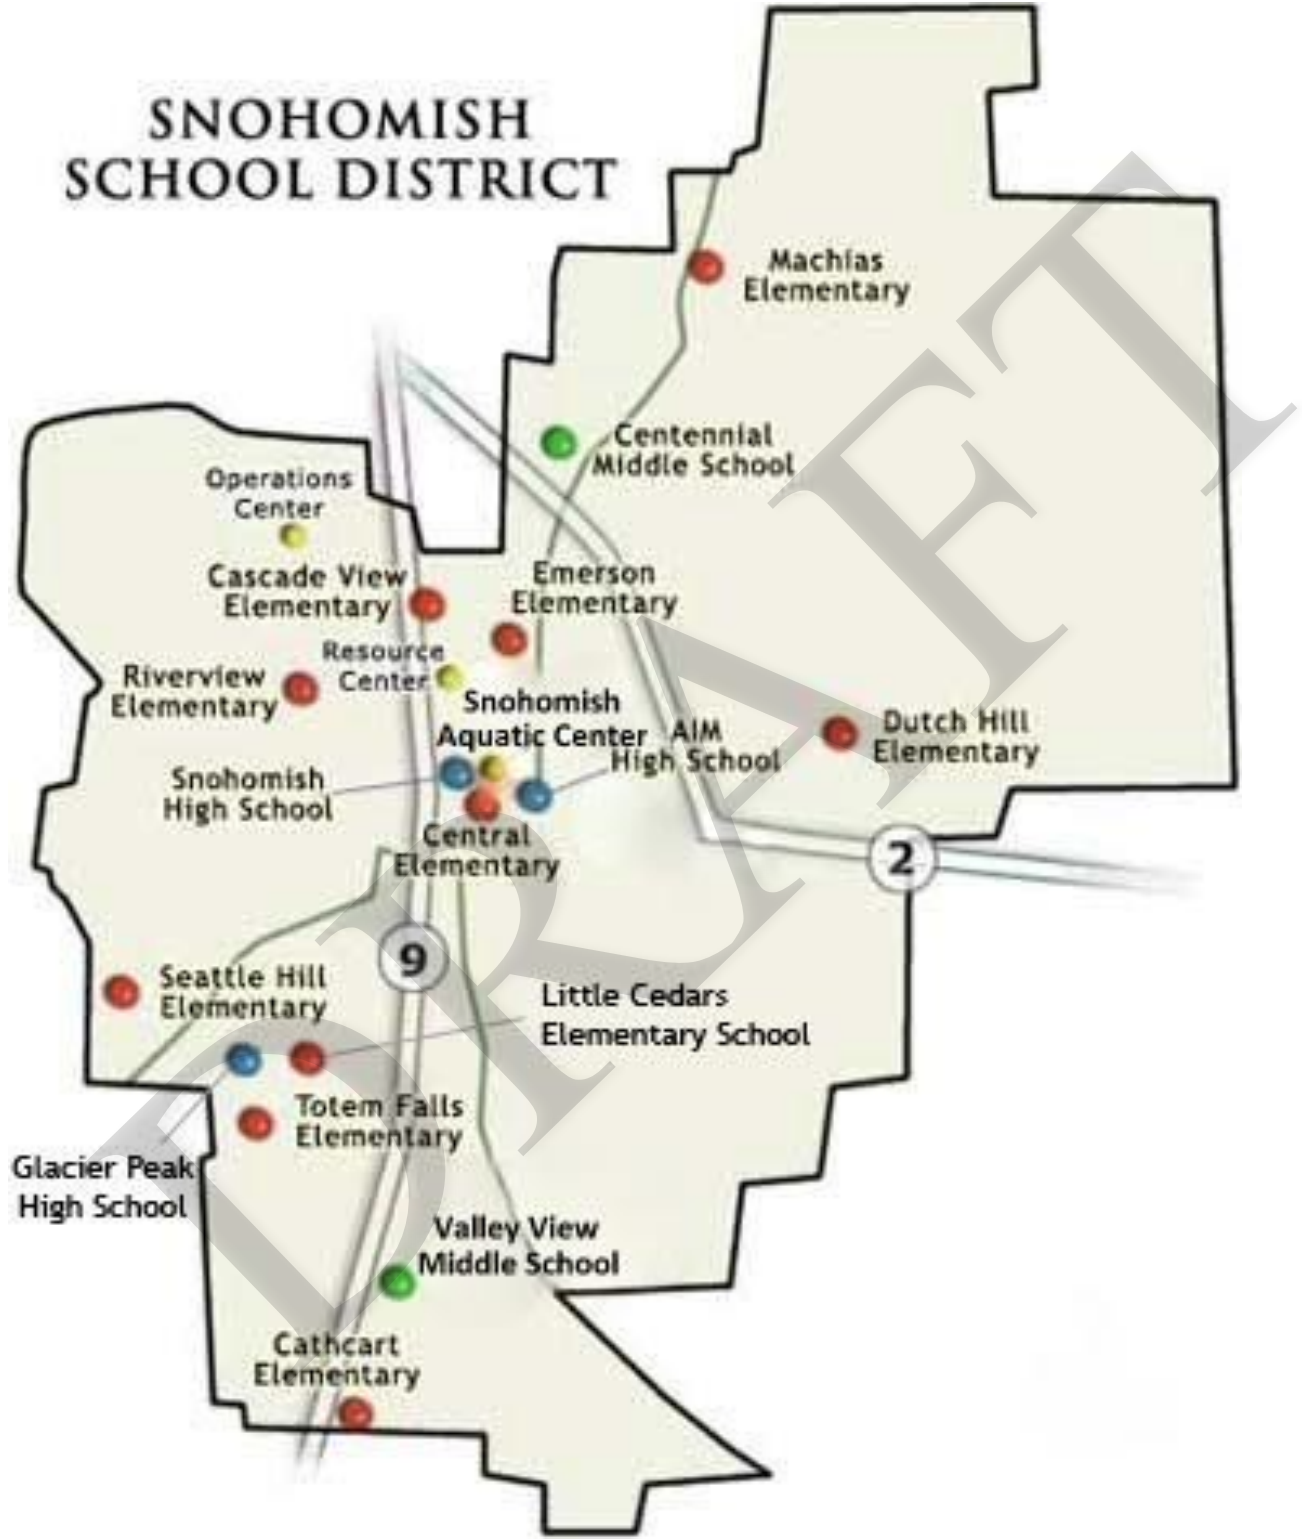 SNOHOMISH
SCHOOL DISTRICT
Machias
Elementary
Centennial
Middle School
Operations
Center
Cascade View
Elementary
Emerson
Elementary
Resource
Center
Riverview
Elementary
Snohomish
Aquatic Center
AIM
High School
Dutch Hill
Elementary
Snohomish
High School
Central
Elementary
2
9
Seattle Hill
Elementary
Little Cedars
Elementary School
Totem Falls
Elementary
Glacier Peak
High School
Valley View
Middle School
Cathcart
Elementary
DRAFT